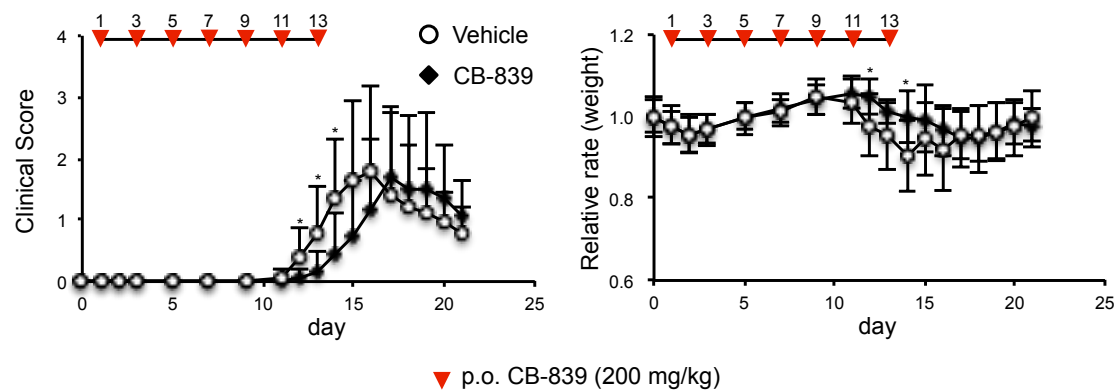 1 3 5 7 9 11 13
4
3
2
1
0
Clinical Score
0 5 10 15 20 25
day
Vehicle
CB-839
* * *
1 3 5 7 9 11 13
1.2
1.0
0.8
0.6
Relative rate (weight)
* *
0 5 10 15 20 25
day
p.o. CB-839 (200 mg/kg)